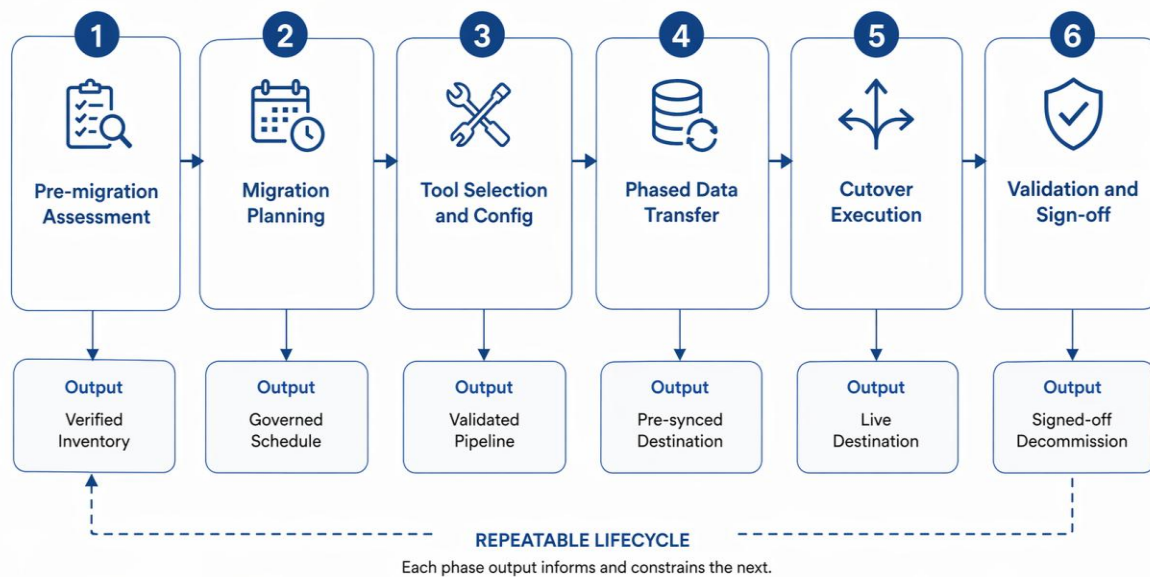 1
Pre-migration
Assessment
2
Migration
Planning
3
Tool Selection
and Config
4
Phased Data
Transfer
5
Cutover
Execution
6
Validation and
Sign-off
Output
Verified
Inventory
Output
Governed
Schedule
Output
Validated
Pipeline
Output
Pre-synced
Destination
Output
Live
Destination
Output
Signed-off
Decommission
REPEATABLE LIFECYCLE
Each phase output informs and constrains the next.